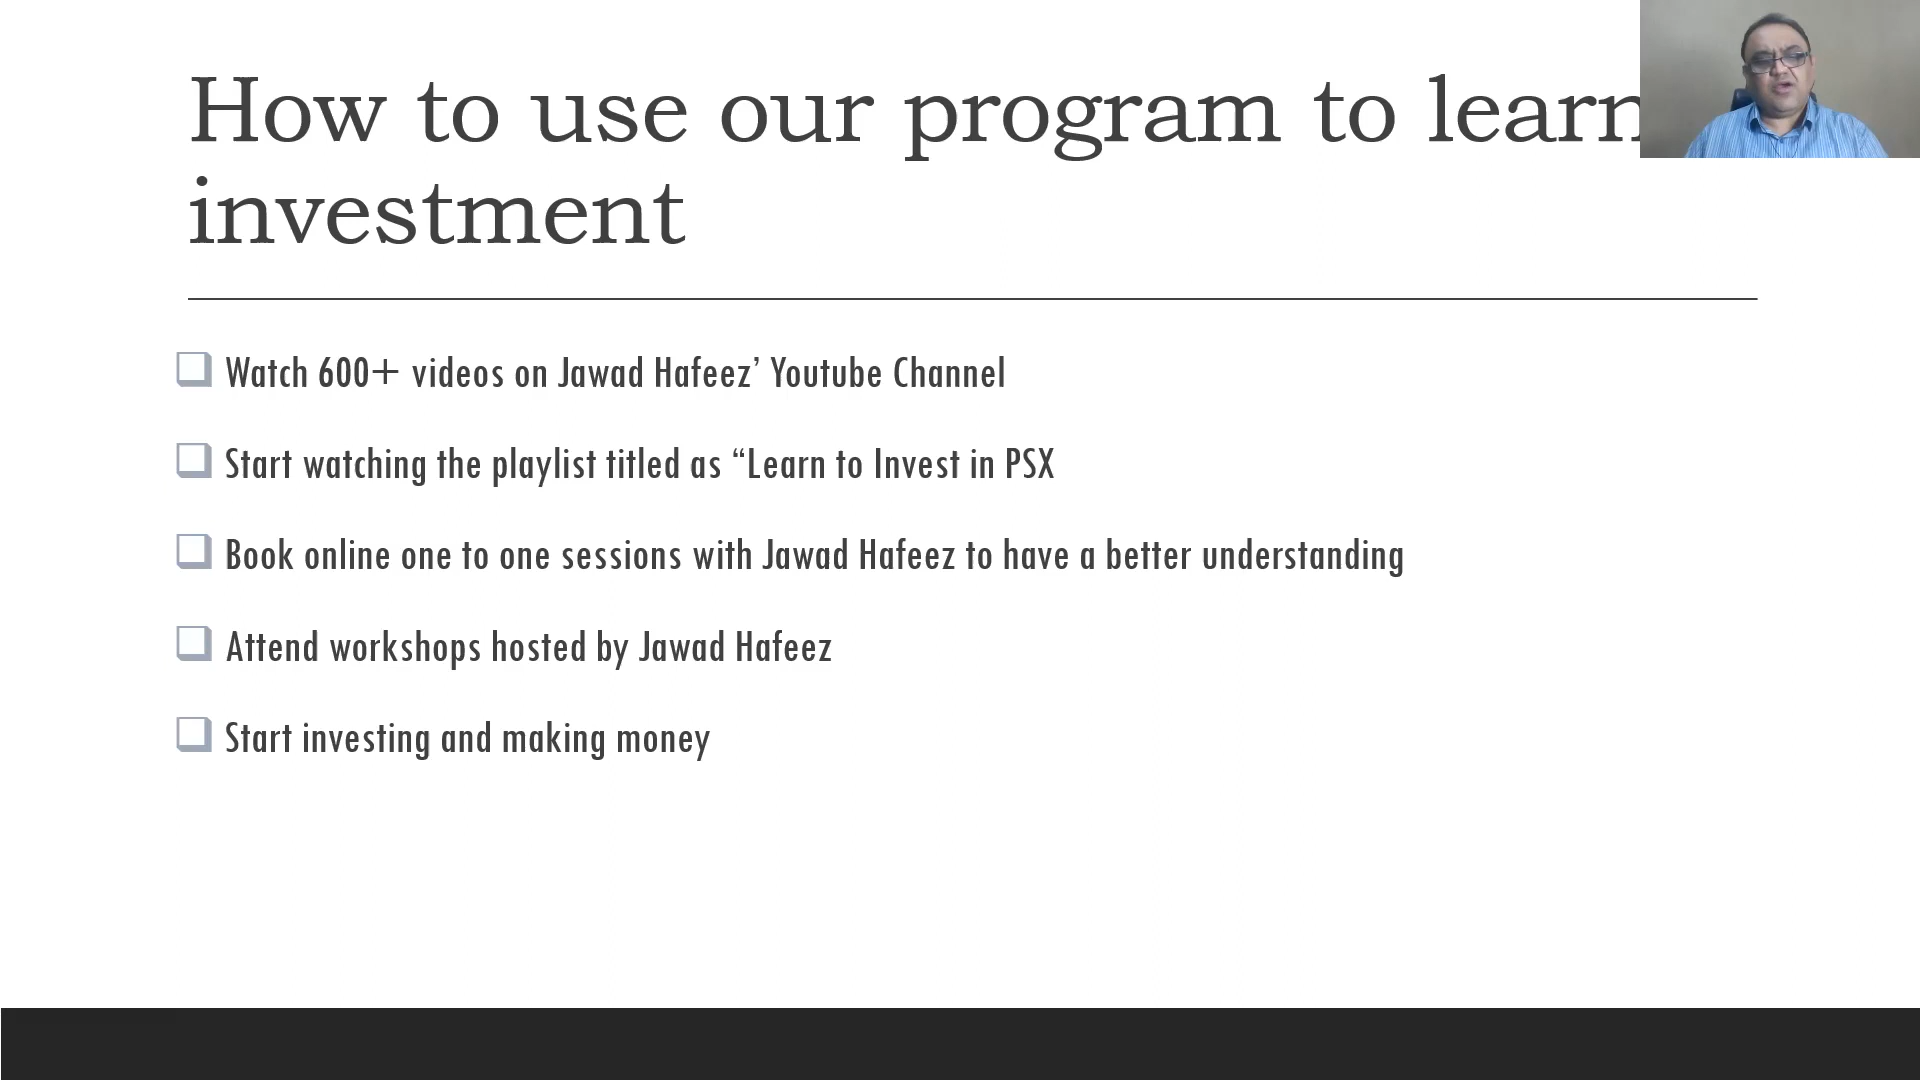 How to use our program to learn
investment
Watch 600+ videos on Jawad Hafeez’ Youtube Channel
Start watching the playlist titled as “Learn to Invest in PSX
Book online one to one sessions with Jawad Hafeez to have a better understanding
Attend workshops hosted by Jawad Hafeez
Start investing and making money